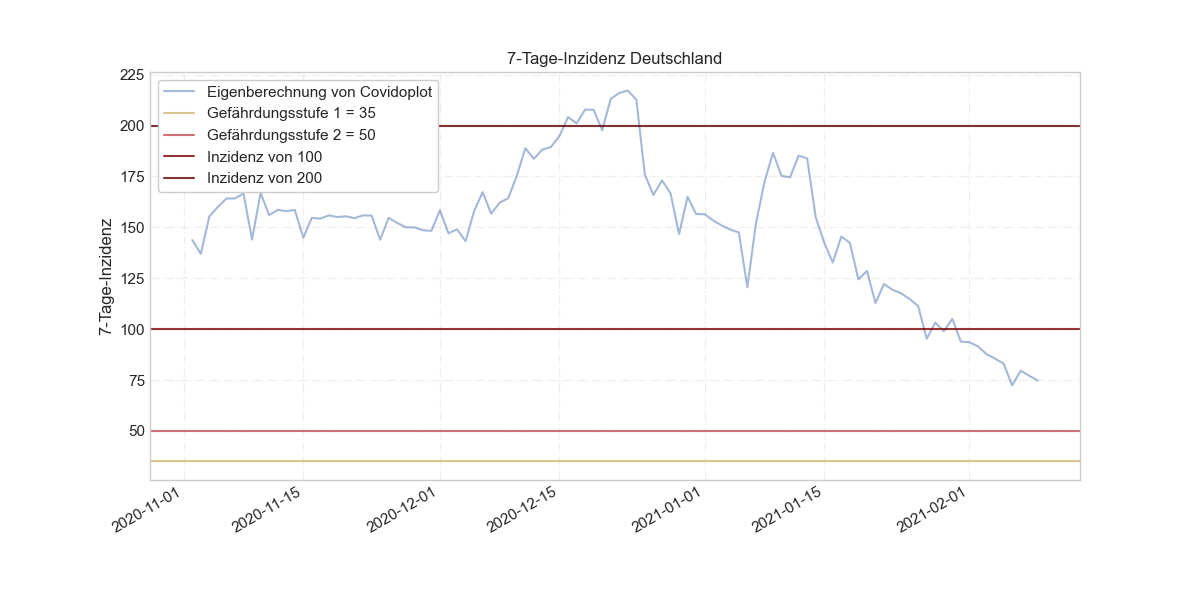 7-Tage-Inzidenz Deutschland
7-Tage-Inzidenz
225
200
175
150
125
100
75
50
Eigenberechnung von Covidoplot
Gefährdungsstufe 1 = 35
Gefährdungsstufe 2 = 50
Inzidenz von 100
Inzidenz von 200
2020-11-01
2020-11-15
2020-12-01
2020-12-15
2021-01-01
2021-01-15
2021-02-01